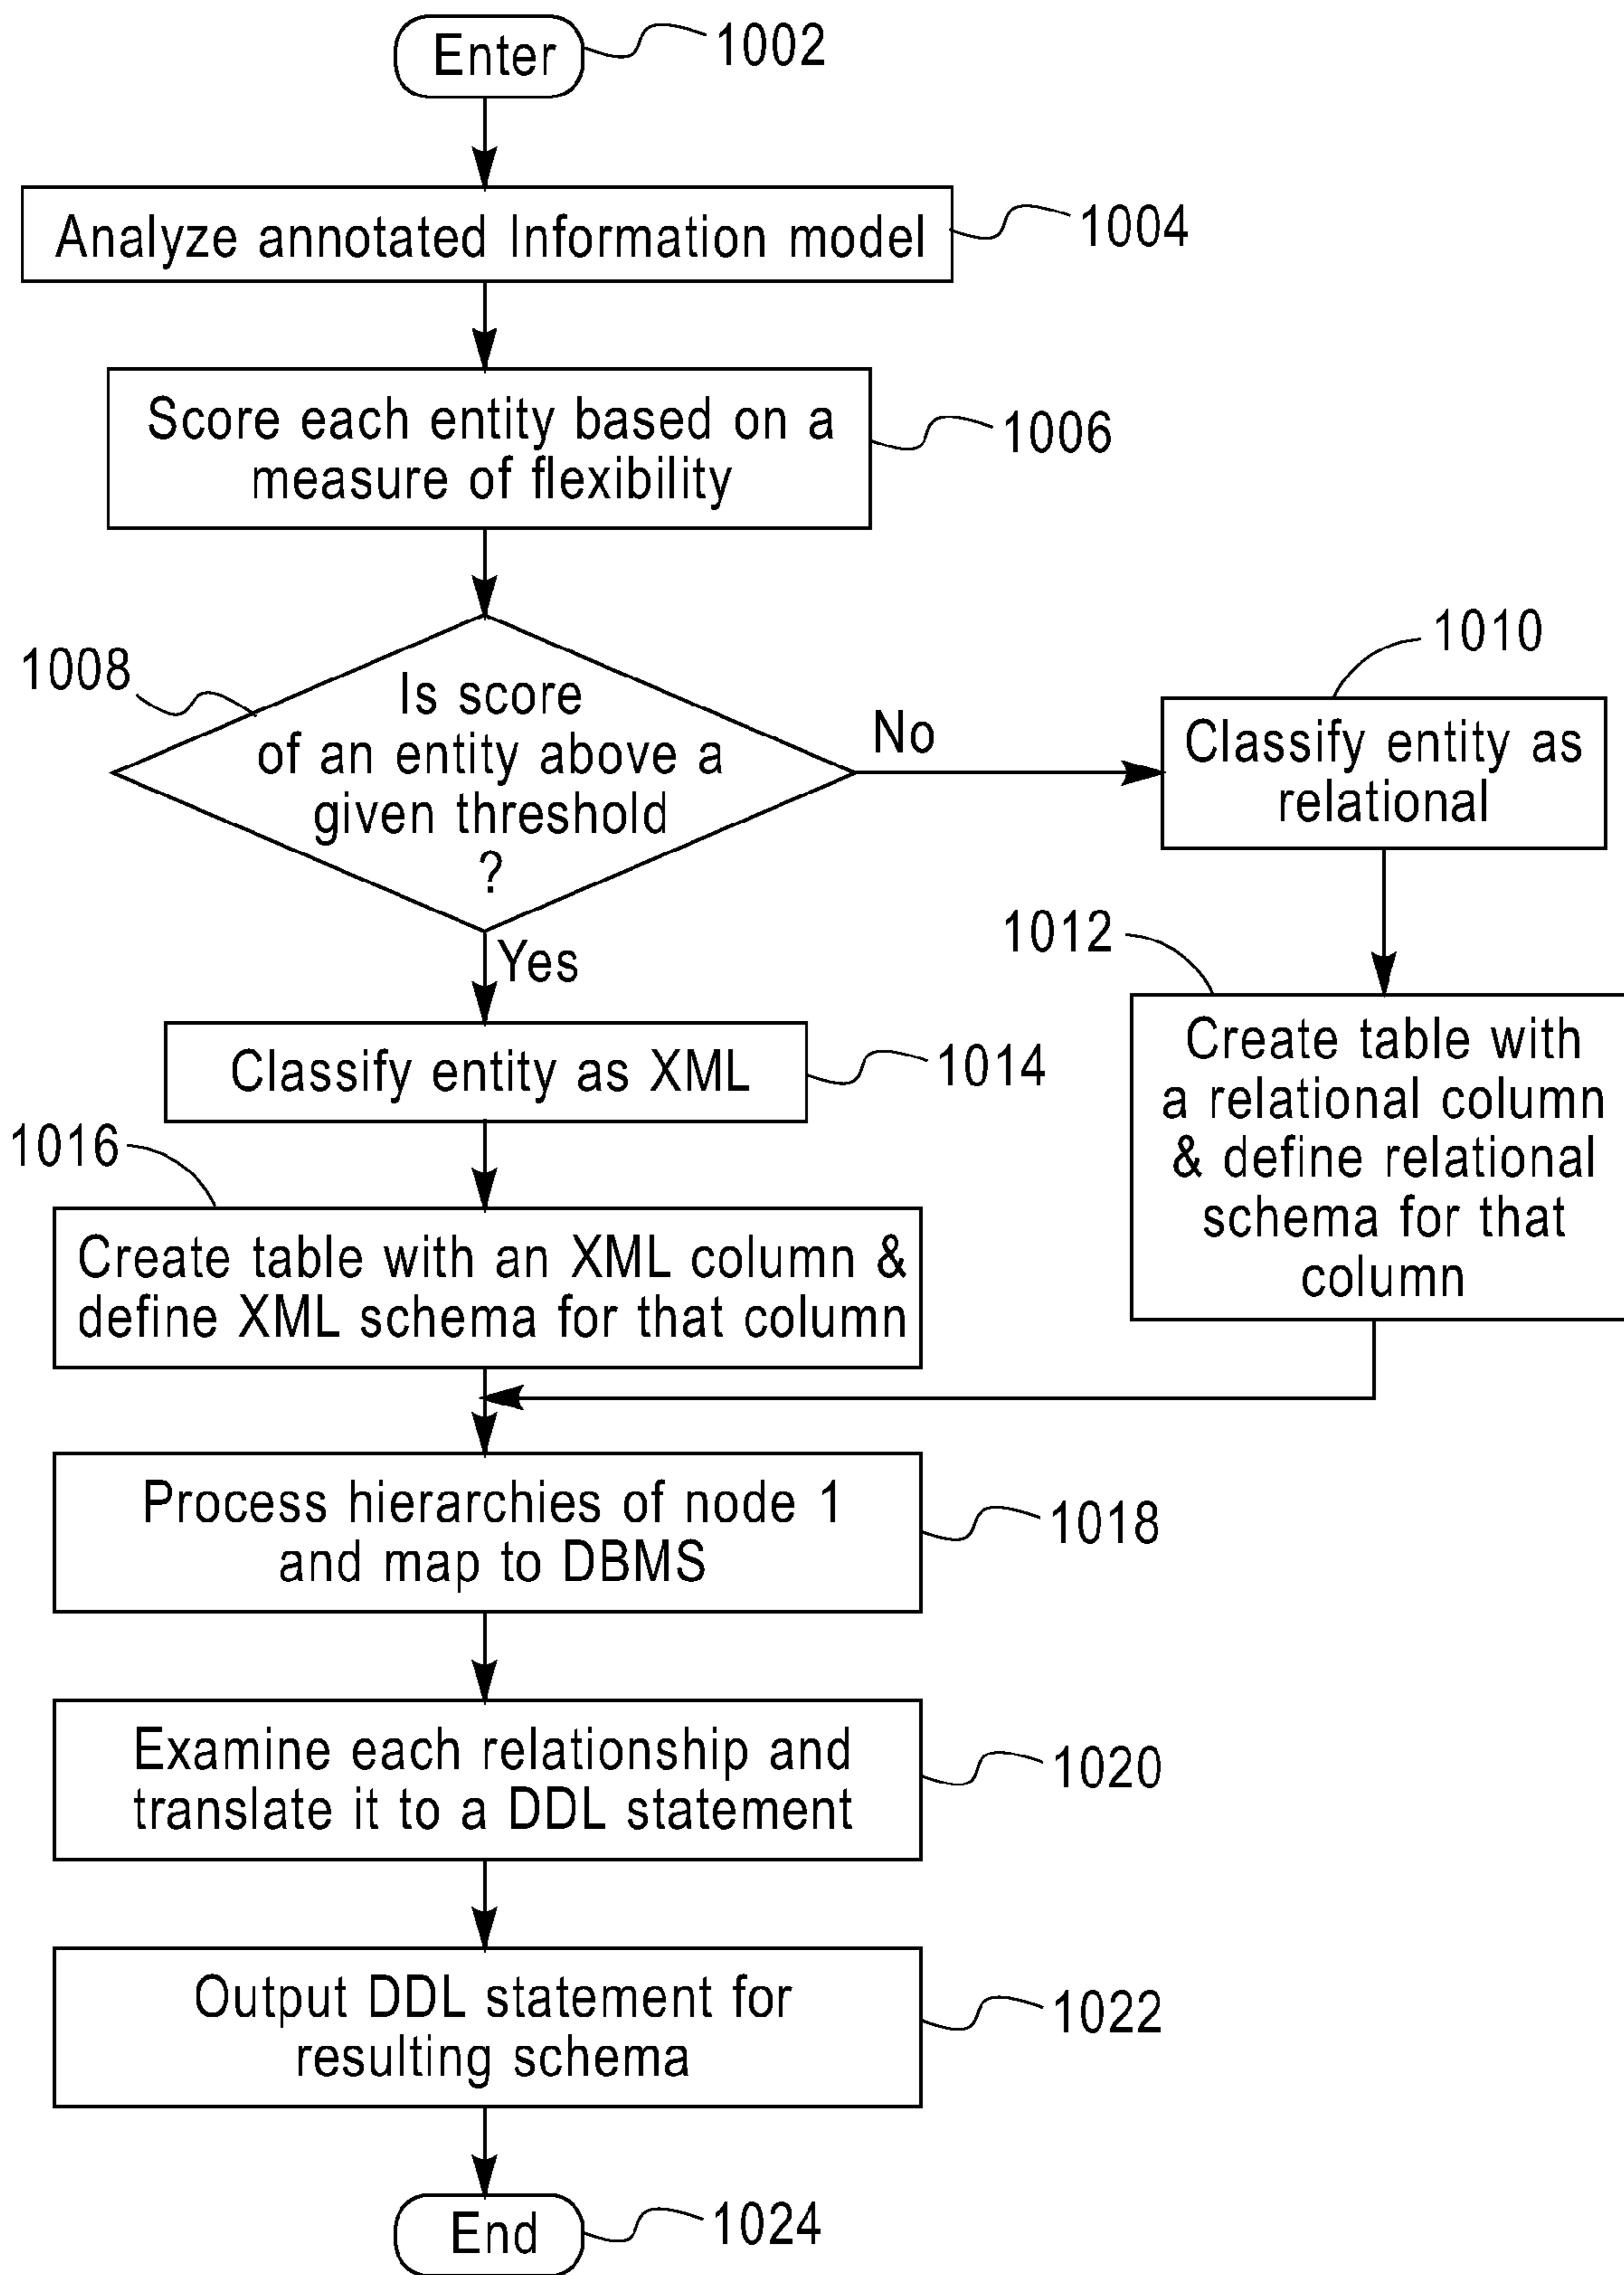 Enter
1002
Analyze annotated Information model
1004
Score each entity based on a
measure of flexibility
1006
1008
Is score
of an entity above a
given threshold
?
No
1010
Classify entity as
relational
Yes
1012
Create table with
a relational column
& define relational
schema for that
column
Classify entity as XML
1014
1016
Create table with an XML column &
define XML schema for that column
Process hierarchies of node 1
and map to DBMS
1018
Examine each relationship and
translate it to a DDL statement
1020
Output DDL statement for
resulting schema
1022
End
1024